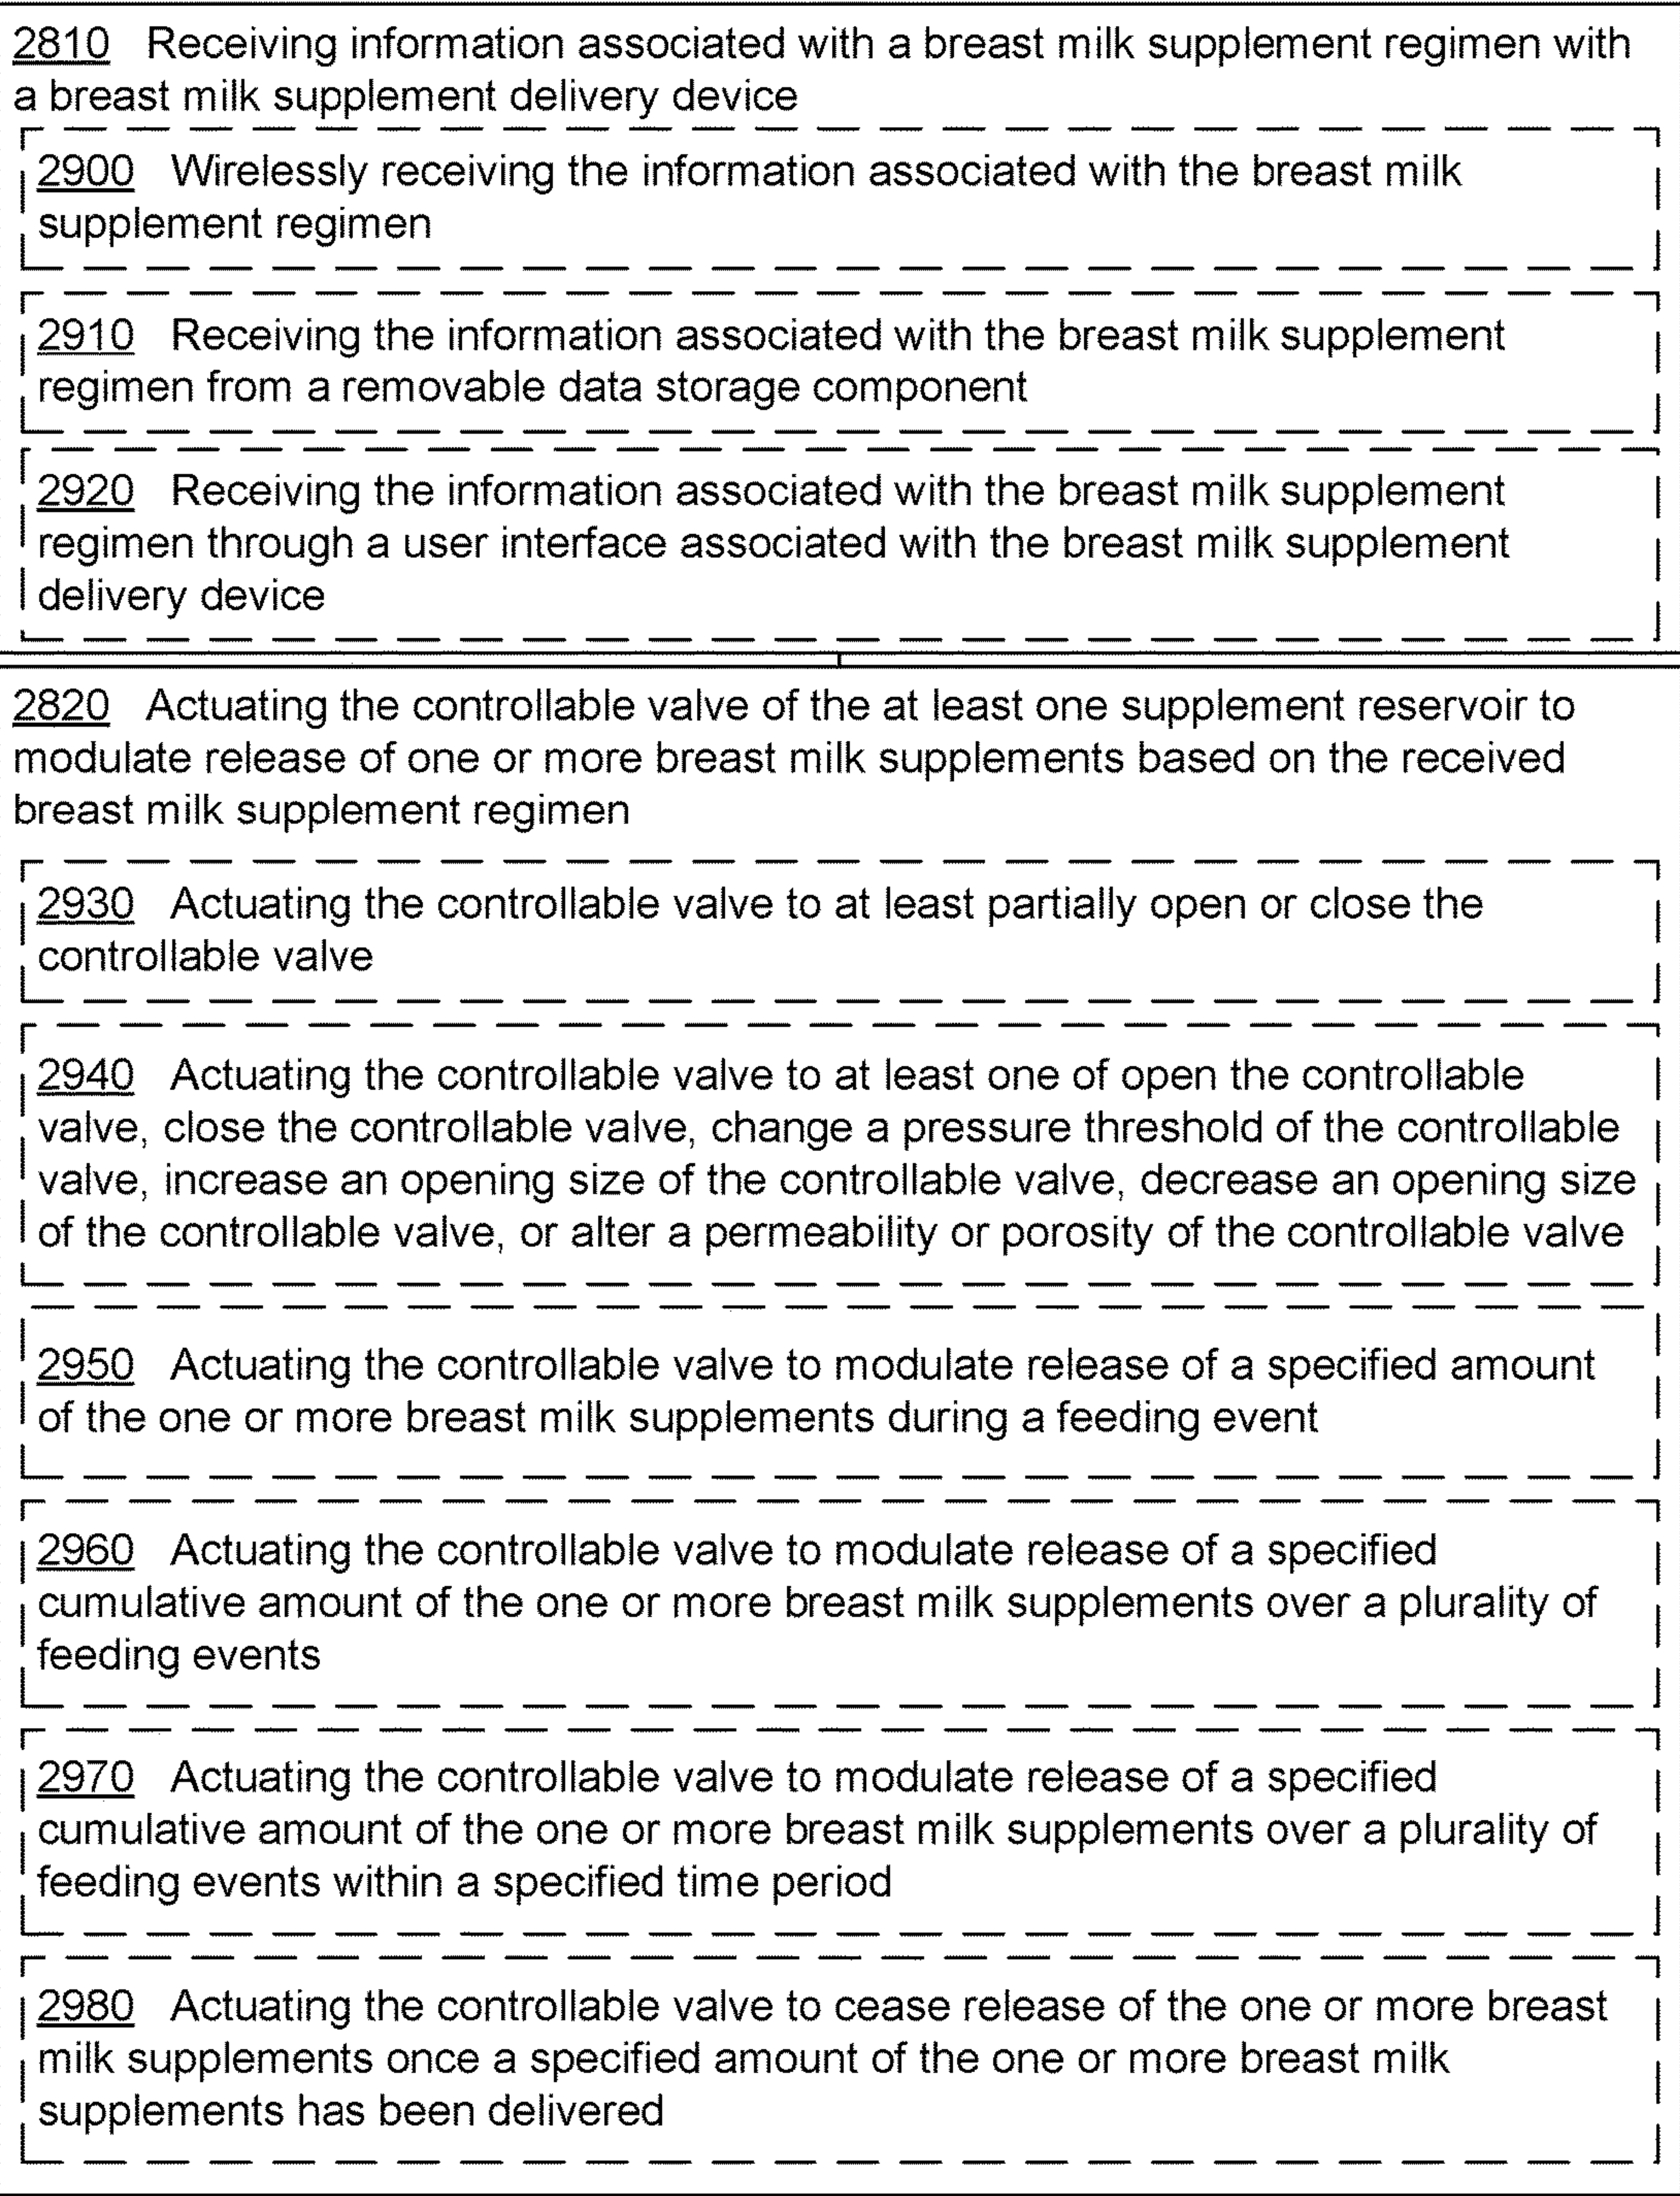 2810 Receiving information associated with a breast milk supplement regimen with
a breast milk supplement delivery device
2900 Wirelessly receiving the information associated with the breast milk
supplement regimen
2910 Receiving the information associated with the breast milk supplement
regimen from a removable data storage component
2920 Receiving the information associated with the breast milk supplement
regimen through a user interface associated with the breast milk supplement
delivery device
2820 Actuating the controllable valve of the at least one supplement reservoir to
modulate release of one or more breast milk supplements based on the received
breast milk supplement regimen
2930 Actuating the controllable valve to at least partially open or close the
controllable valve
2940 Actuating the controllable valve to at least one of open the controllable
valve, close the controllable valve, change a pressure threshold of the controllable
valve, increase an opening size of the controllable valve, decrease an opening size
of the controllable valve, or alter a permeability or porosity of the controllable valve
2950 Actuating the controllable valve to modulate release of a specified amount
of the one or more breast milk supplements during a feeding event
2960 Actuating the controllable valve to modulate release of a specified
cumulative amount of the one or more breast milk supplements over a plurality of
feeding events
2970 Actuating the controllable valve to modulate release of a specified
cumulative amount of the one or more breast milk supplements over a plurality of
feeding events within a specified time period
2980 Actuating the controllable valve to cease release of the one or more breast
milk supplements once a specified amount of the one or more breast milk
supplements has been delivered